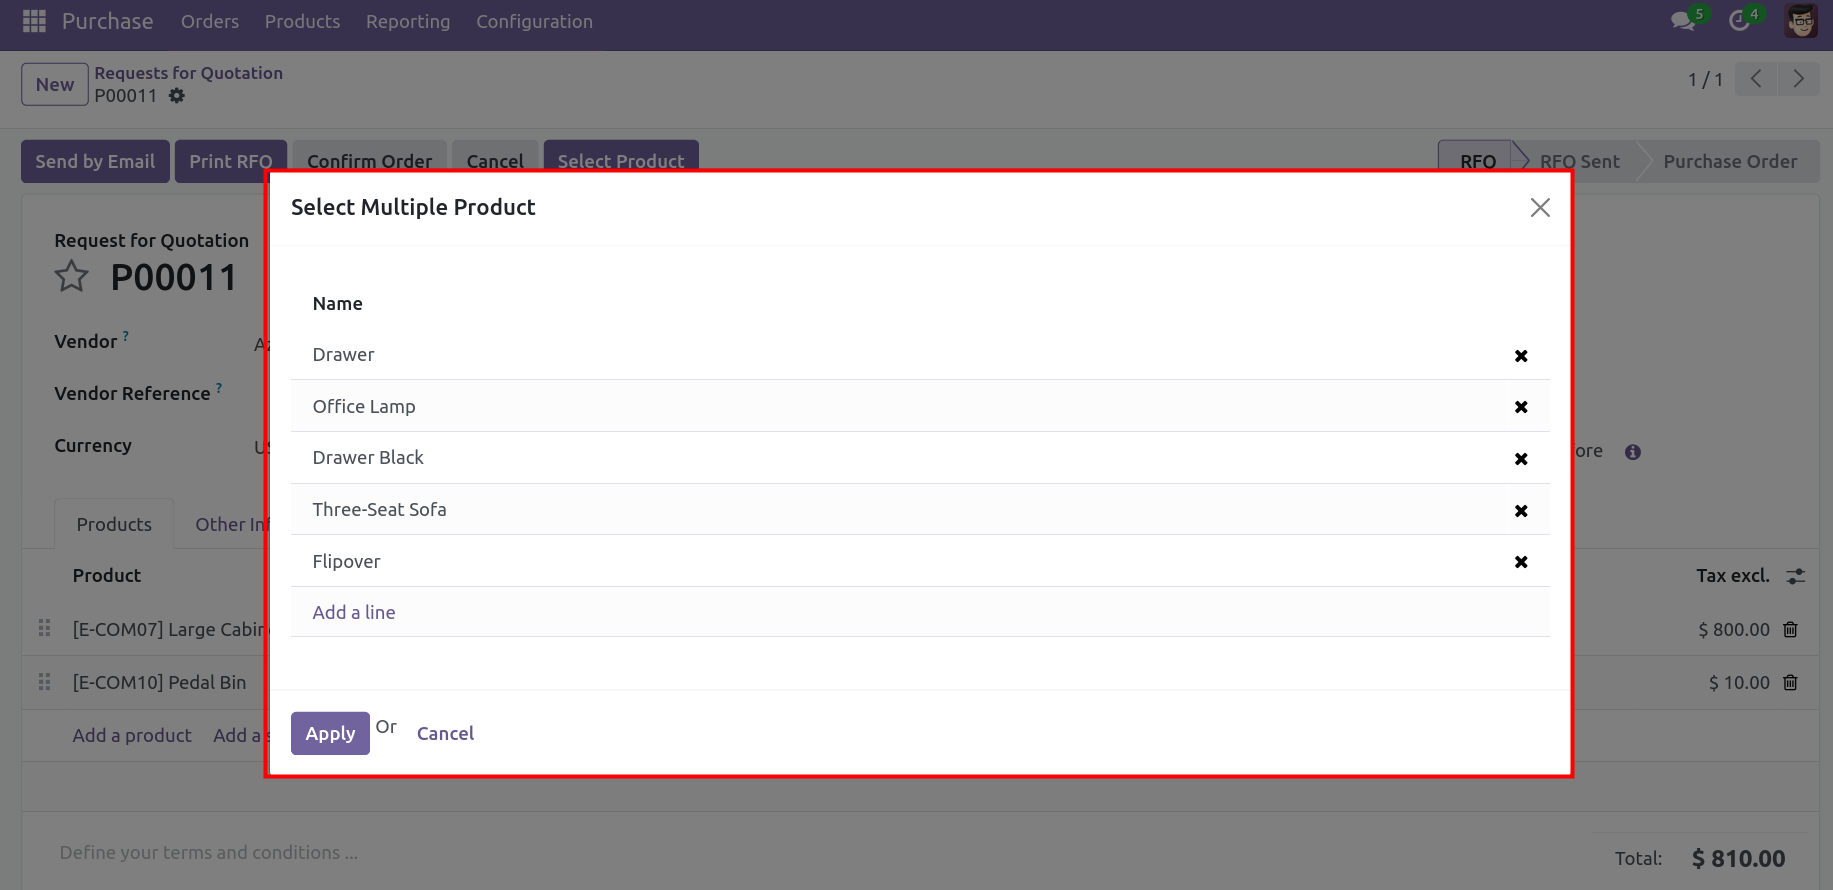 Purchase Orders Products Reporting Configuration 5 4
New Requests for Quotation
P00011
1 / 1
Send by Email Print RFQ Confirm Order Cancel Select Product RFQ RFQ Sent Purchase Order
Select Multiple Product
Request for Quotation
P00011
Name
Vendor ?
Drawer
Vendor Reference ?
Office Lamp
Currency
Drawer Black
Three-Seat Sofa
Products Other
Flipover
Product Tax excl.
Add a line
[E-COM07] Large $ 800.00
[E-COM10] Pedal Bin $ 10.00
Add a product Add a
Apply Or Cancel
Define your terms and conditions ...
Total: $ 810.00